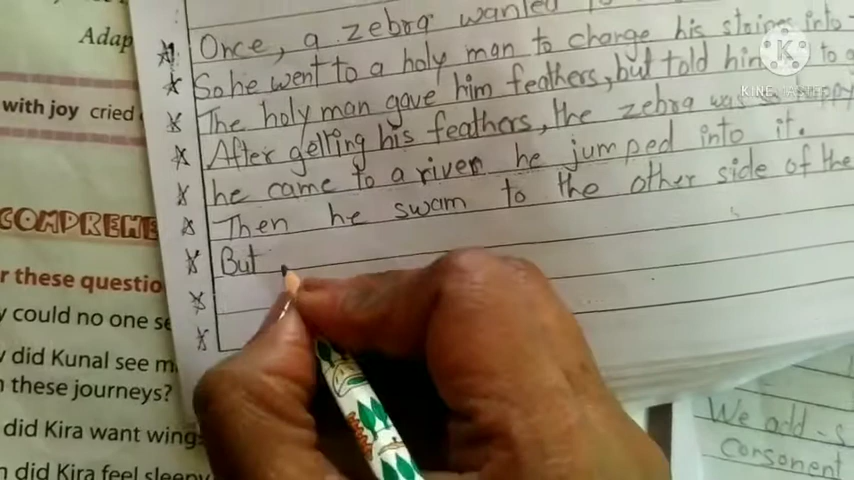 Adap
with joy cried
COMPREHE
r these questio
y could no one se
y did Kunal see m
n these journeys?
did Kira want wing
n did Kira feel sleepy
Once, a zebra wanted
So he went to a holy man to change his stripes into
The holy man gave him feathers, but told him to a
After getting his feathers, the zebra was so happy
he came to a river he jumped into it.
Then he swam to the other side of the
But
We add -s
consonent
KINEMASTER